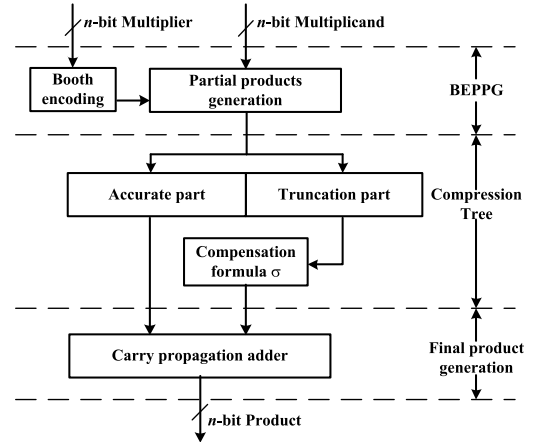 n-bit Multiplier
n-bit Multiplicand
Booth
encoding
Partial products
generation
BEPPG
Accurate part
Truncation part
Compression
Tree
Compensation
formula σ
Carry propagation adder
Final product
generation
n-bit Product